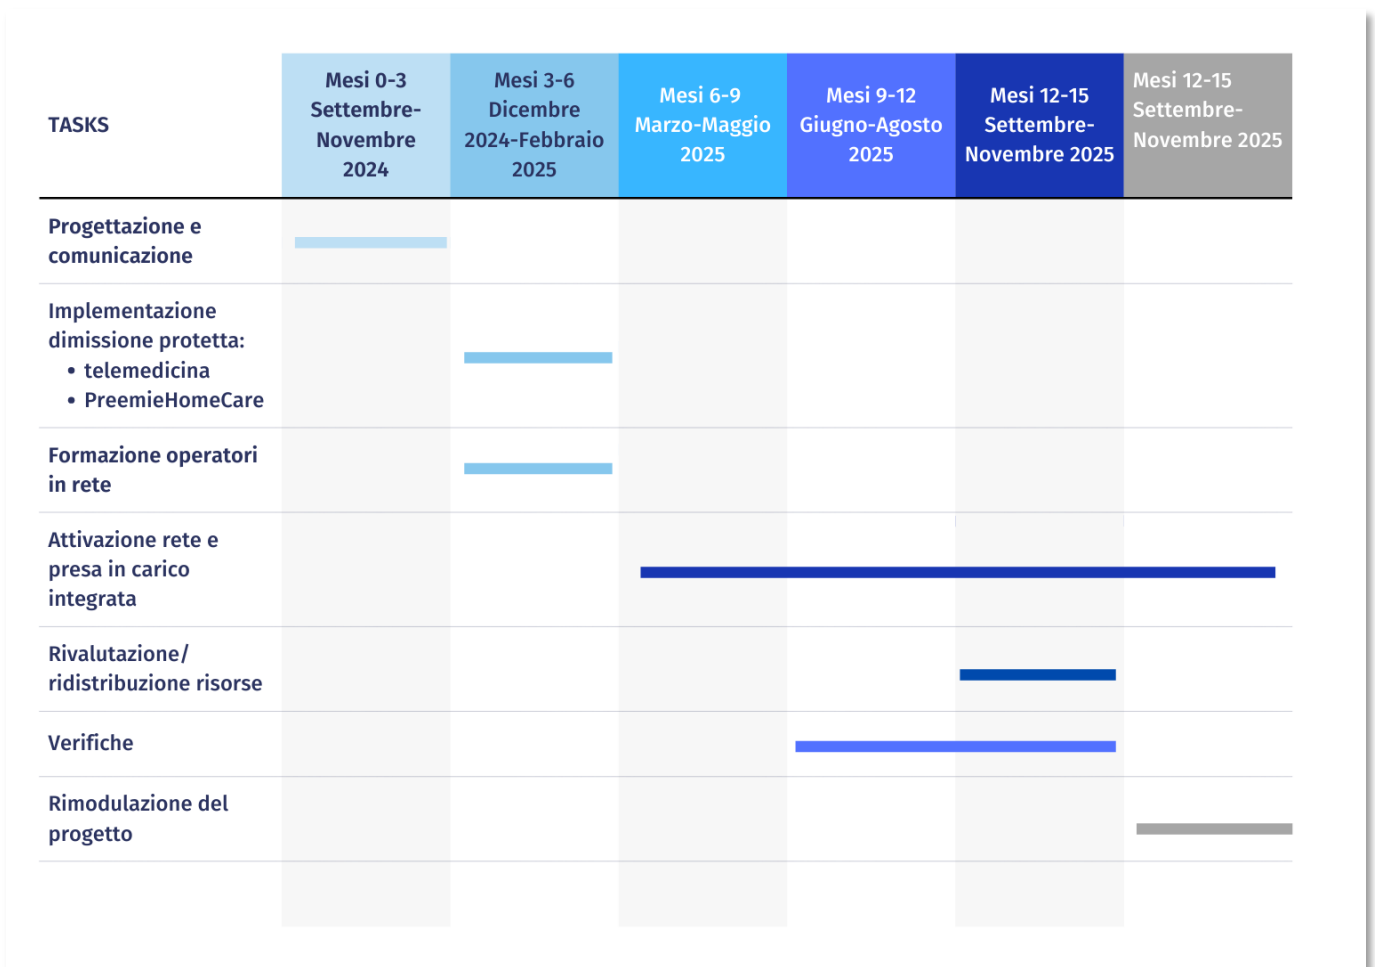 TASKS
Mesi 0-3
Settembre-
Novembre
2024
Mesi 3-6
Dicembre
2024-Febbraio
2025
Mesi 6-9
Marzo-Maggio
2025
Mesi 9-12
Giugno-Agosto
2025
Mesi 12-15
Settembre-
Novembre 2025
Mesi 12-15
Settembre-
Novembre 2025
Progettazione e
comunicazione
Implementazione
dimissione protetta:
• telemedicina
• PreemieHomeCare
Formazione operatori
in rete
Attivazione rete e
presa in carico
integrata
Rivalutazione/
ridistribuzione risorse
Verifiche
Rimodulazione del
progetto